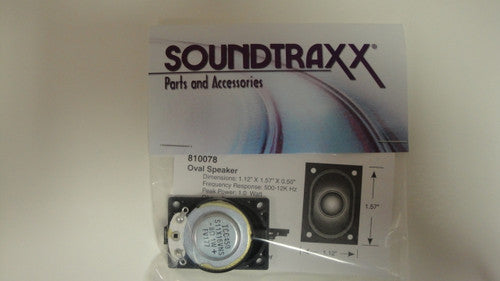 SOUNDTRAXX®
Parts and Accessories
810078
Oval Speaker
Dimensions: 1.12" X 1.57" X 0.50"
Frequency Response: 500-12K Hz
Peak Power: 1.0 Watt
1.57"
1.12"